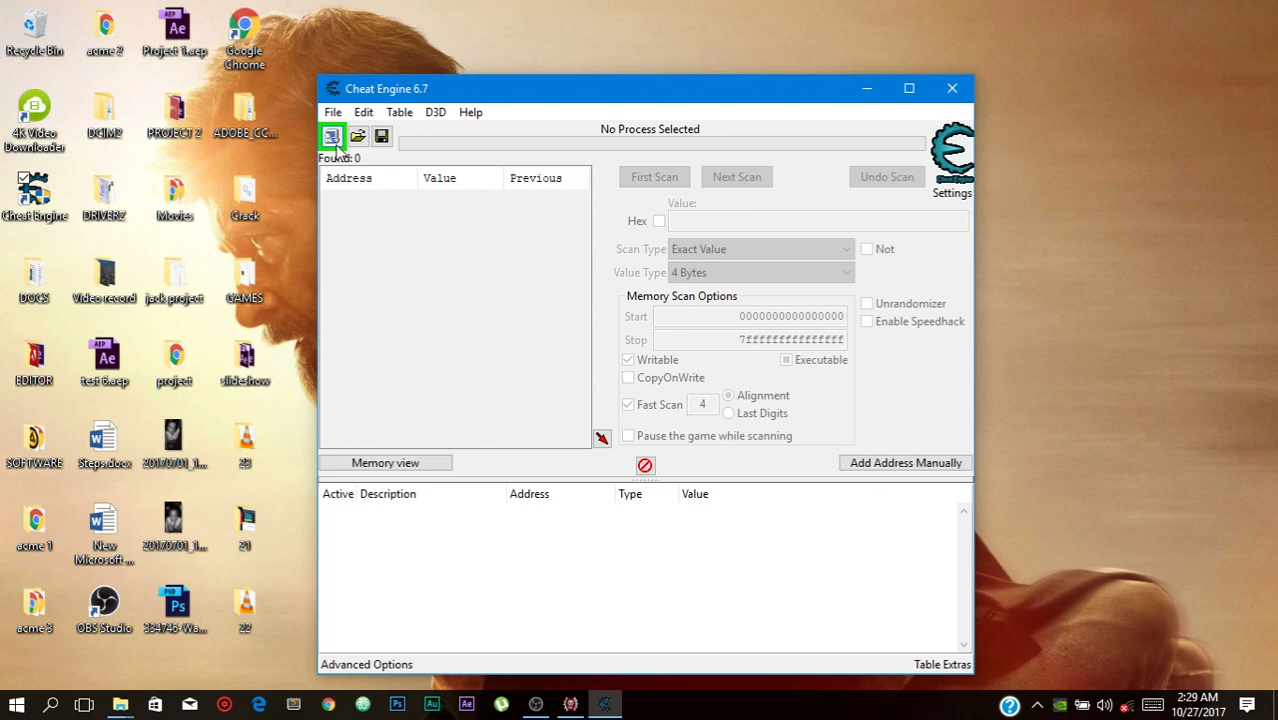 Recycle Bin
acme 2
Project 1.aep
Google Chrome
4K Video Downloader
DCIM2
PROJECT 2
ADOBE_CC...
Cheat Engine
DRIVERZ
Movies
Crack
DOCS
Video record
jack project
GAMES
EDITOR
test 6.aep
project
slideshow
SOFTWARE
Steps.docx
20170701_1...
23
acme 1
New Microsoft ...
20170701_1...
21
acme 3
OBS Studio
334746-Wa...
22
Cheat Engine 6.7
File Edit Table D3D Help
No Process Selected
Found: 0
Address Value Previous
First Scan Next Scan Undo Scan
Cheat Engine
Settings
Value:
Hex
Scan Type Exact Value Not
Value Type 4 Bytes
Memory Scan Options
Start 0000000000000000
Unrandomizer
Stop 7fffffffffffffff
Enable Speedhack
Writable Executable
CopyOnWrite
Fast Scan 4 Alignment
Last Digits
Pause the game while scanning
Memory view Add Address Manually
Active Description Address Type Value
Advanced Options Table Extras
2:29 AM
10/27/2017